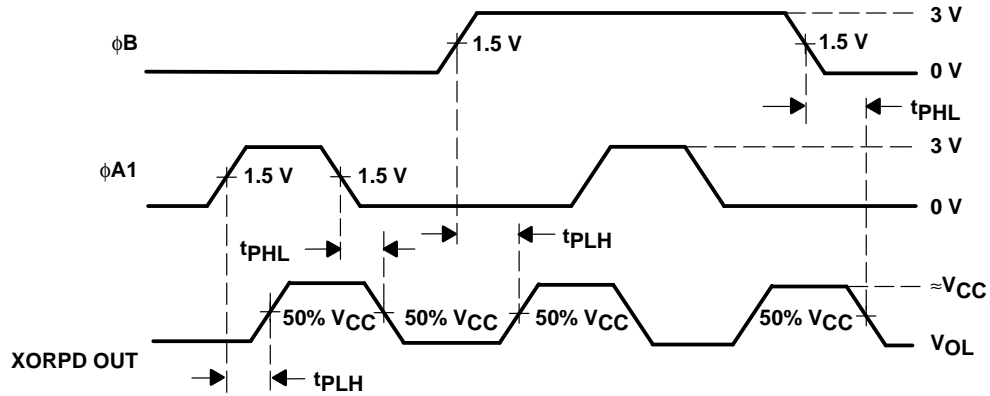 3 V
ϕB
1.5 V
1.5 V
0 V
tPHL
3 V
ϕA1
1.5 V
1.5 V
0 V
tPHL
tPLH
≈VCC
50% VCC
50% VCC
50% VCC
50% VCC
XORPD OUT
VOL
tPLH